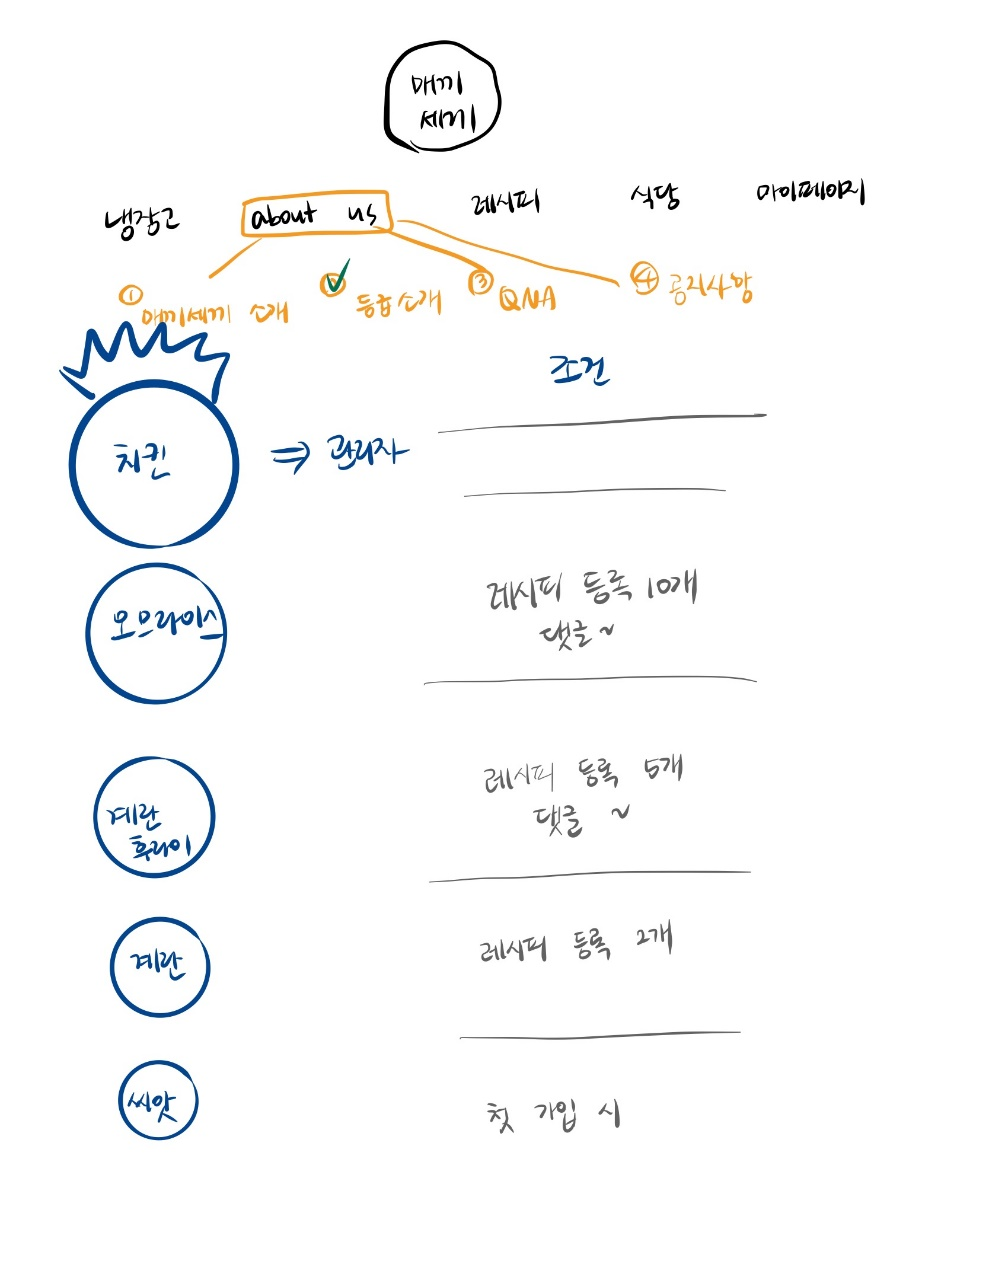 매끼
세끼
냉장고 about us 레시피 식당 마이페이지
① 매끼세끼 소개 ② 등급소개 ③ QNA ④ 공지사항
조건
치킨 ⇒ 관리자
오므라이스
레시피 등록 10개
댓글 ~
계란
후라이
레시피 등록 5개
댓글 ~
계란
레시피 등록 2개
씨앗
첫 가입 시